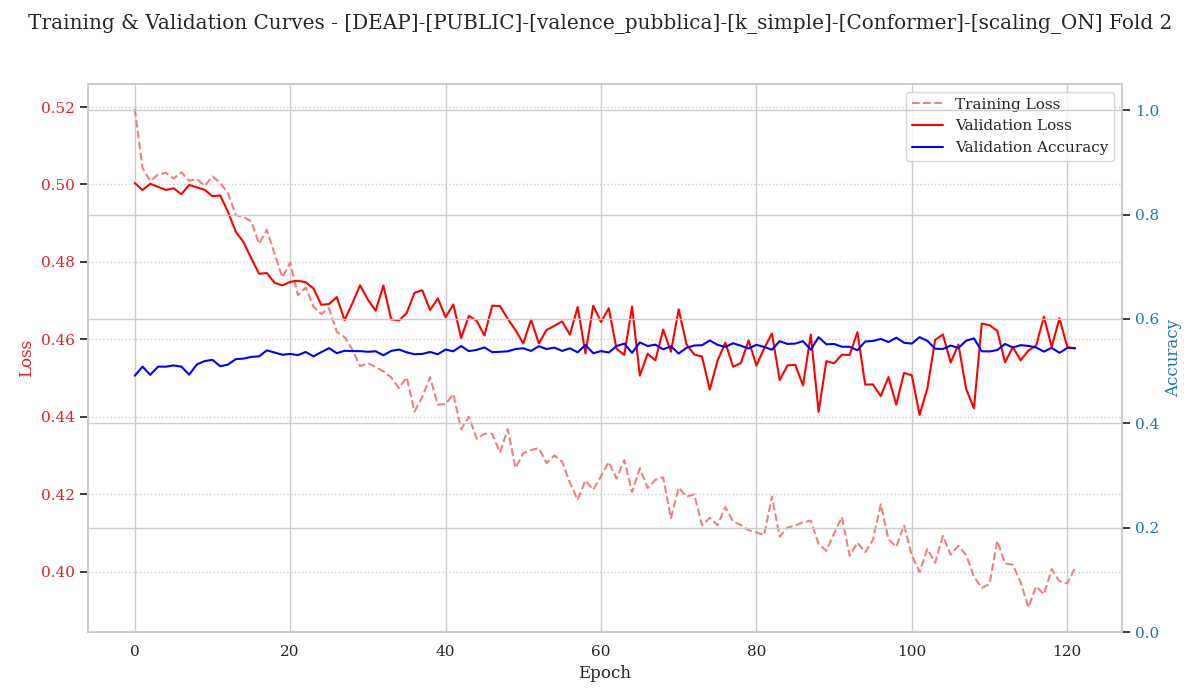 Training & Validation Curves - [DEAP]-[PUBLIC]-[valence_pubblica]-[k_simple]-[Conformer]-[scaling_ON] Fold 2
Training Loss
Validation Loss
Validation Accuracy
0.52
0.50
0.48
0.46
0.44
0.42
0.40
Loss
1.0
0.8
0.6
0.4
0.2
0.0
Accuracy
0
20
40
60
80
100
120
Epoch